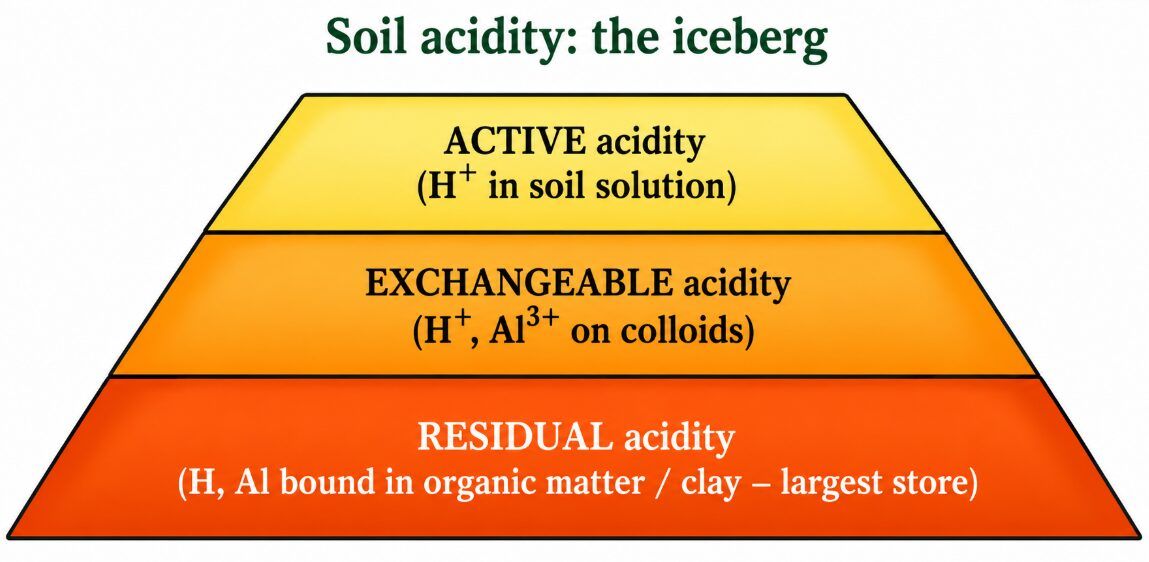 Soil acidity: the iceberg
ACTIVE acidity
(H⁺ in soil solution)
EXCHANGEABLE acidity
(H⁺, Al³⁺ on colloids)
RESIDUAL acidity
(H, Al bound in organic matter / clay – largest store)